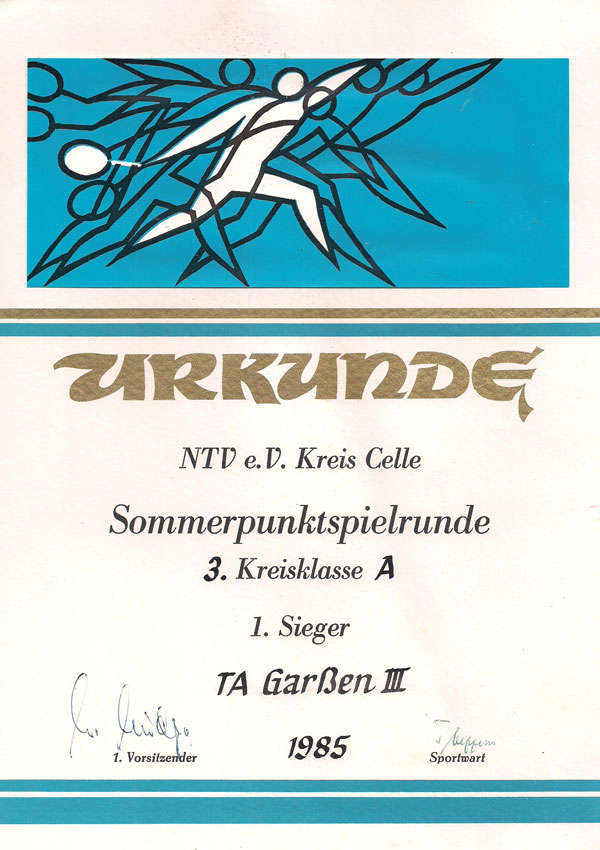 URKUNDE
NTV e.V. Kreis Celle
Sommerpunktspielrunde
3. Kreisklasse A
1. Sieger
TA Garßen III
1985
1. Vorsitzender
Sportwart